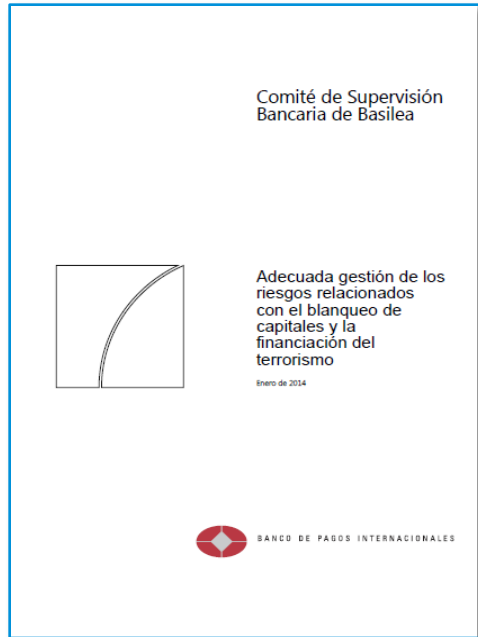 Comité de Supervisión
Bancaria de Basilea
Adecuada gestión de los
riesgos relacionados
con el blanqueo de
capitales y la
financiación del
terrorismo
Enero de 2014
BANCO DE PAGOS INTERNACIONALES